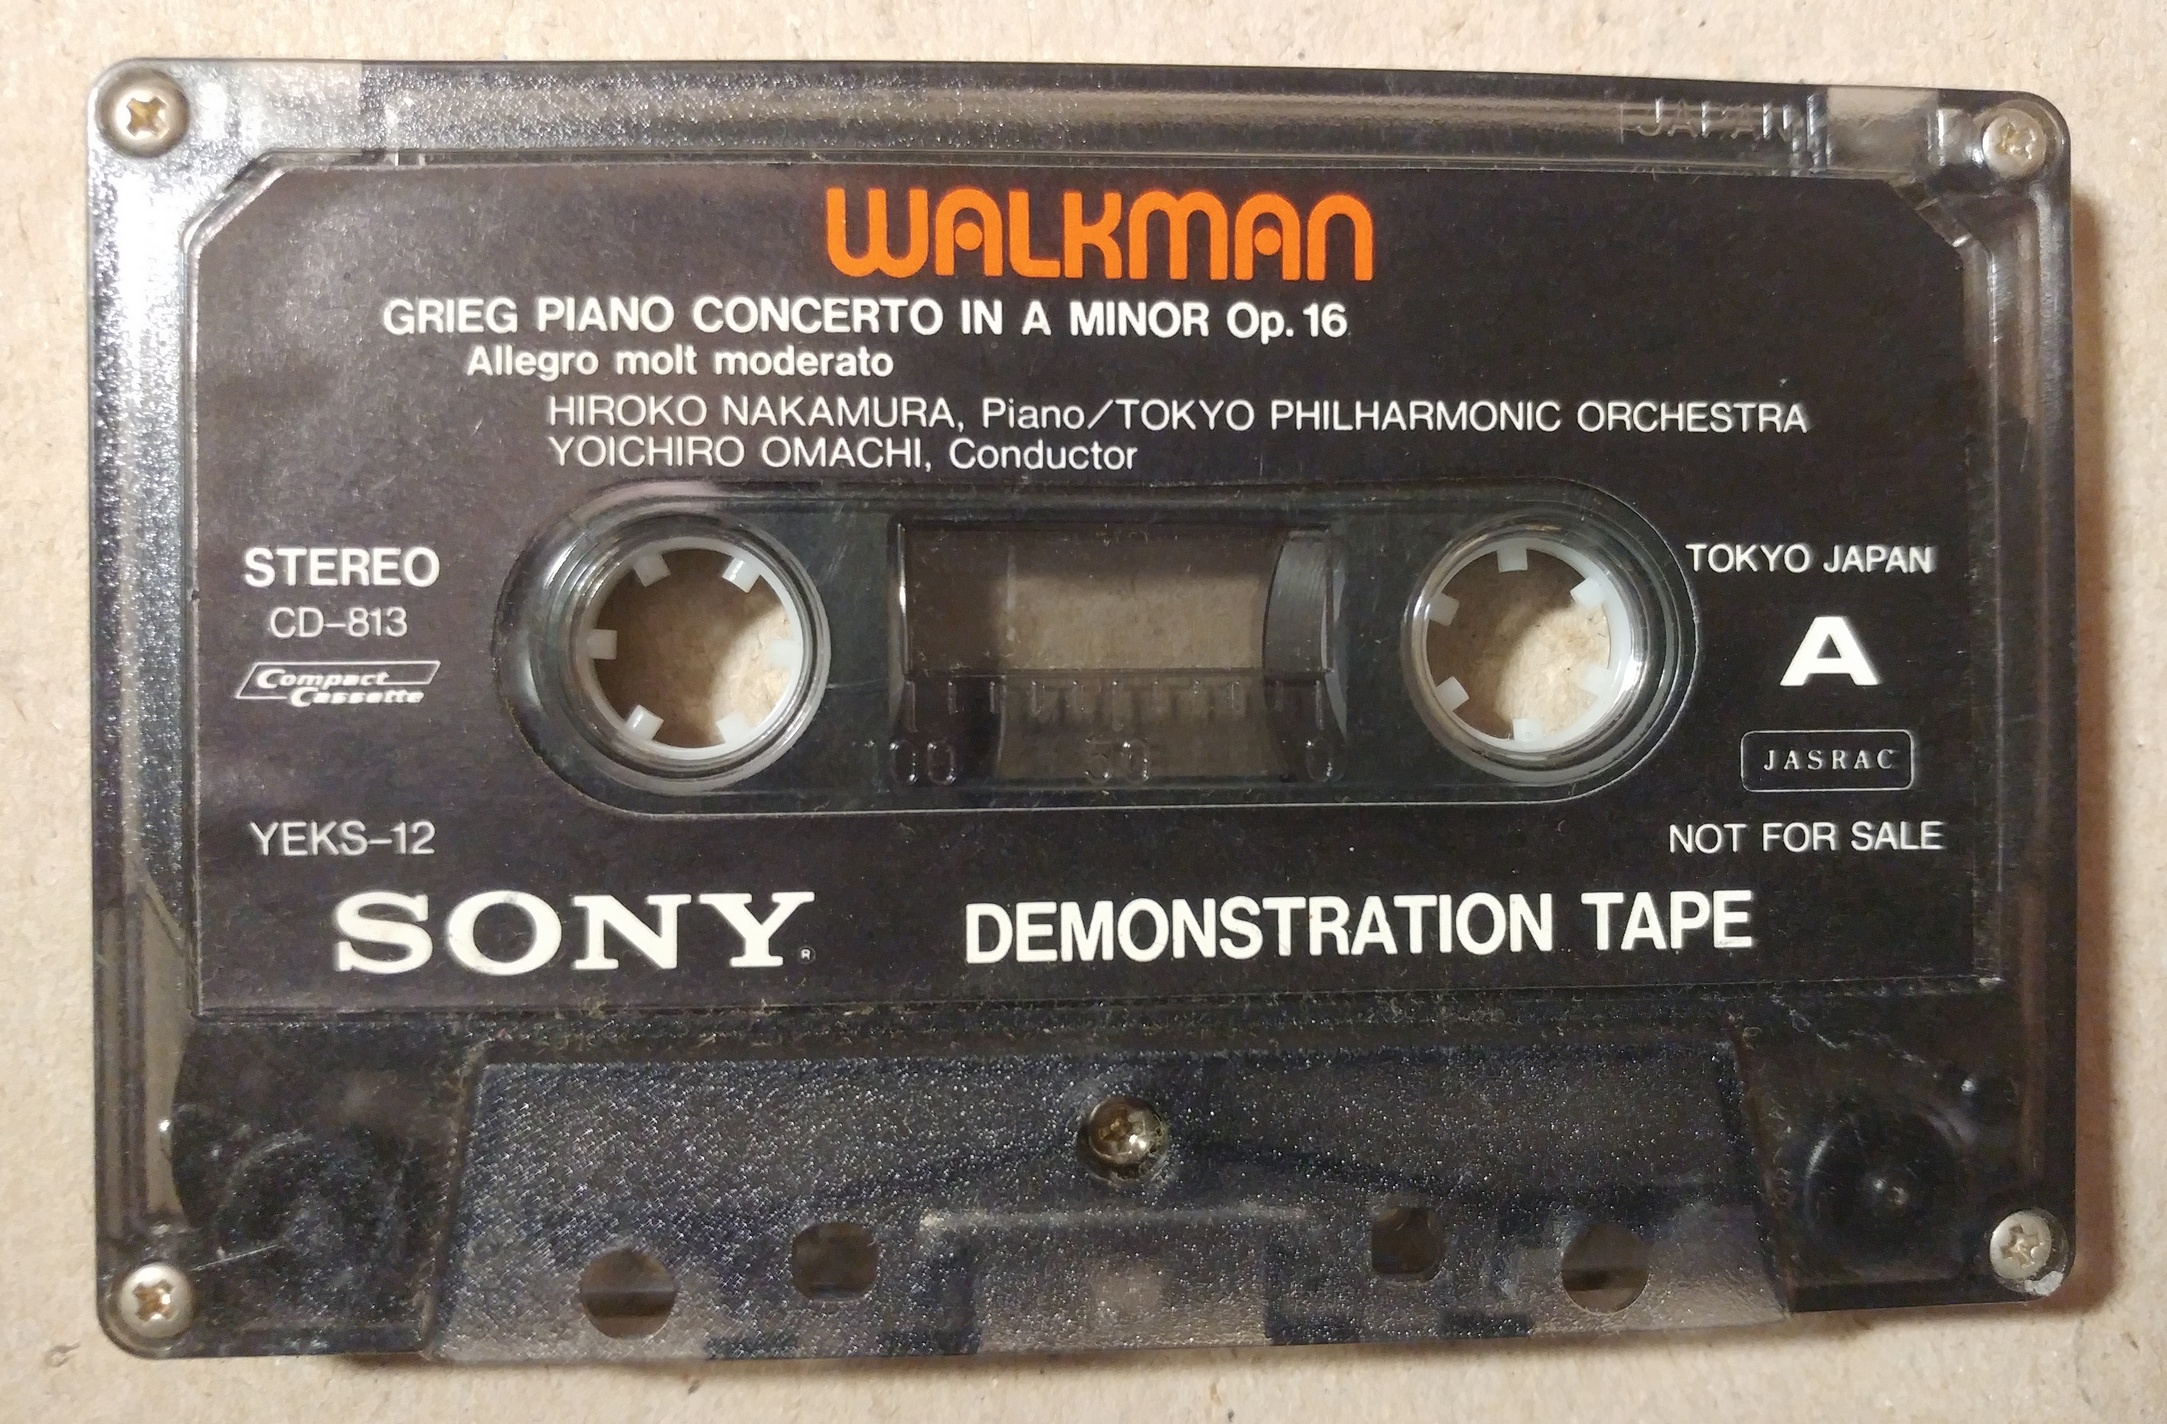 JAPAN
WALKMAN
GRIEG PIANO CONCERTO IN A MINOR Op. 16
Allegro molt moderato
HIROKO NAKAMURA, Piano/TOKYO PHILHARMONIC ORCHESTRA
YOICHIRO OMACHI, Conductor
STEREO
CD-813
Compact
Cassette
100 50 0
TOKYO JAPAN
A
JASRAC
YEKS-12
NOT FOR SALE
SONY®
DEMONSTRATION TAPE